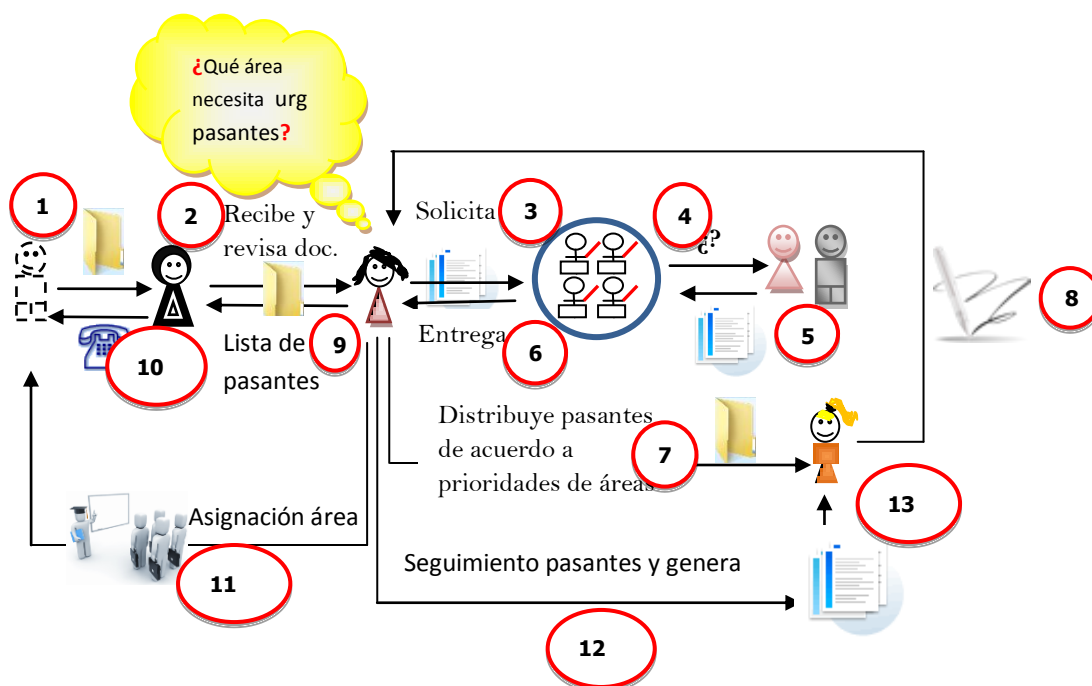 ¿Qué área
necesita urg
pasantes?
1
2
Recibe y
revisa doc.
Solicita
3
4
¿?
8
Lista de
pasantes
9
Entrega
6
5
10
Distribuye pasantes
de acuerdo a
prioridades de áreas
7
13
Asignación área
11
Seguimiento pasantes y genera
12